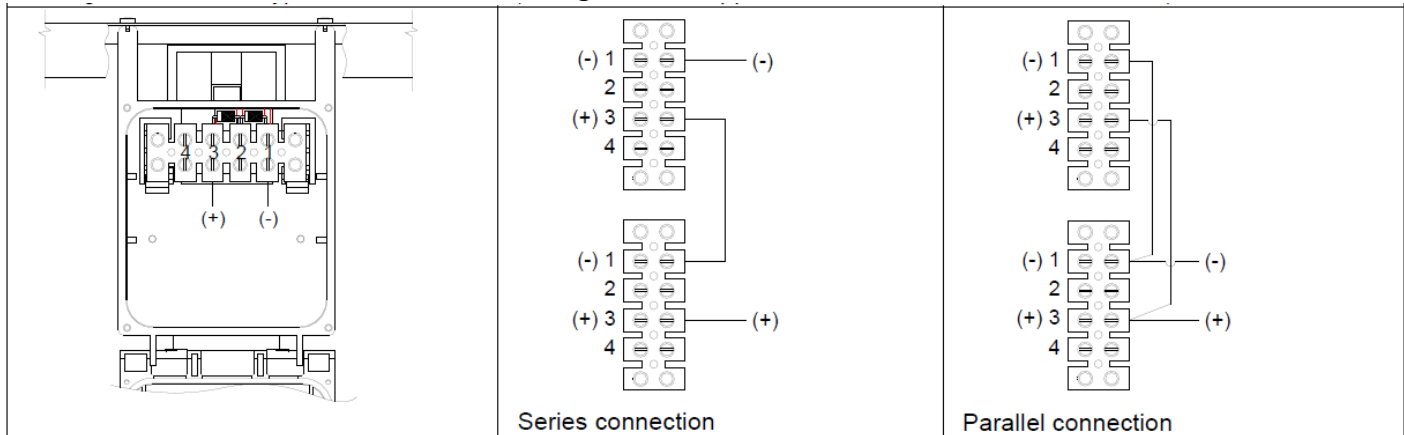 4 3 2 1
(+) (-)
(-) 1 (-)
2
(+) 3
4
(-) 1
2
(+) 3 (+)
4
Series connection
(-) 1
2
(+) 3
4
(-) 1 (-)
2
(+) 3 (+)
4
Parallel connection